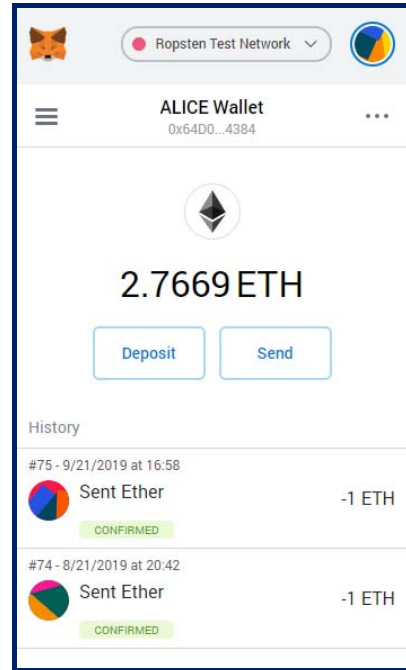 Ropsten Test Network
ALICE Wallet
0x64D0...4384
2.7669 ETH
Deposit
Send
History
#75 - 9/21/2019 at 16:58
Sent Ether
-1 ETH
CONFIRMED
#74 - 8/21/2019 at 20:42
Sent Ether
-1 ETH
CONFIRMED